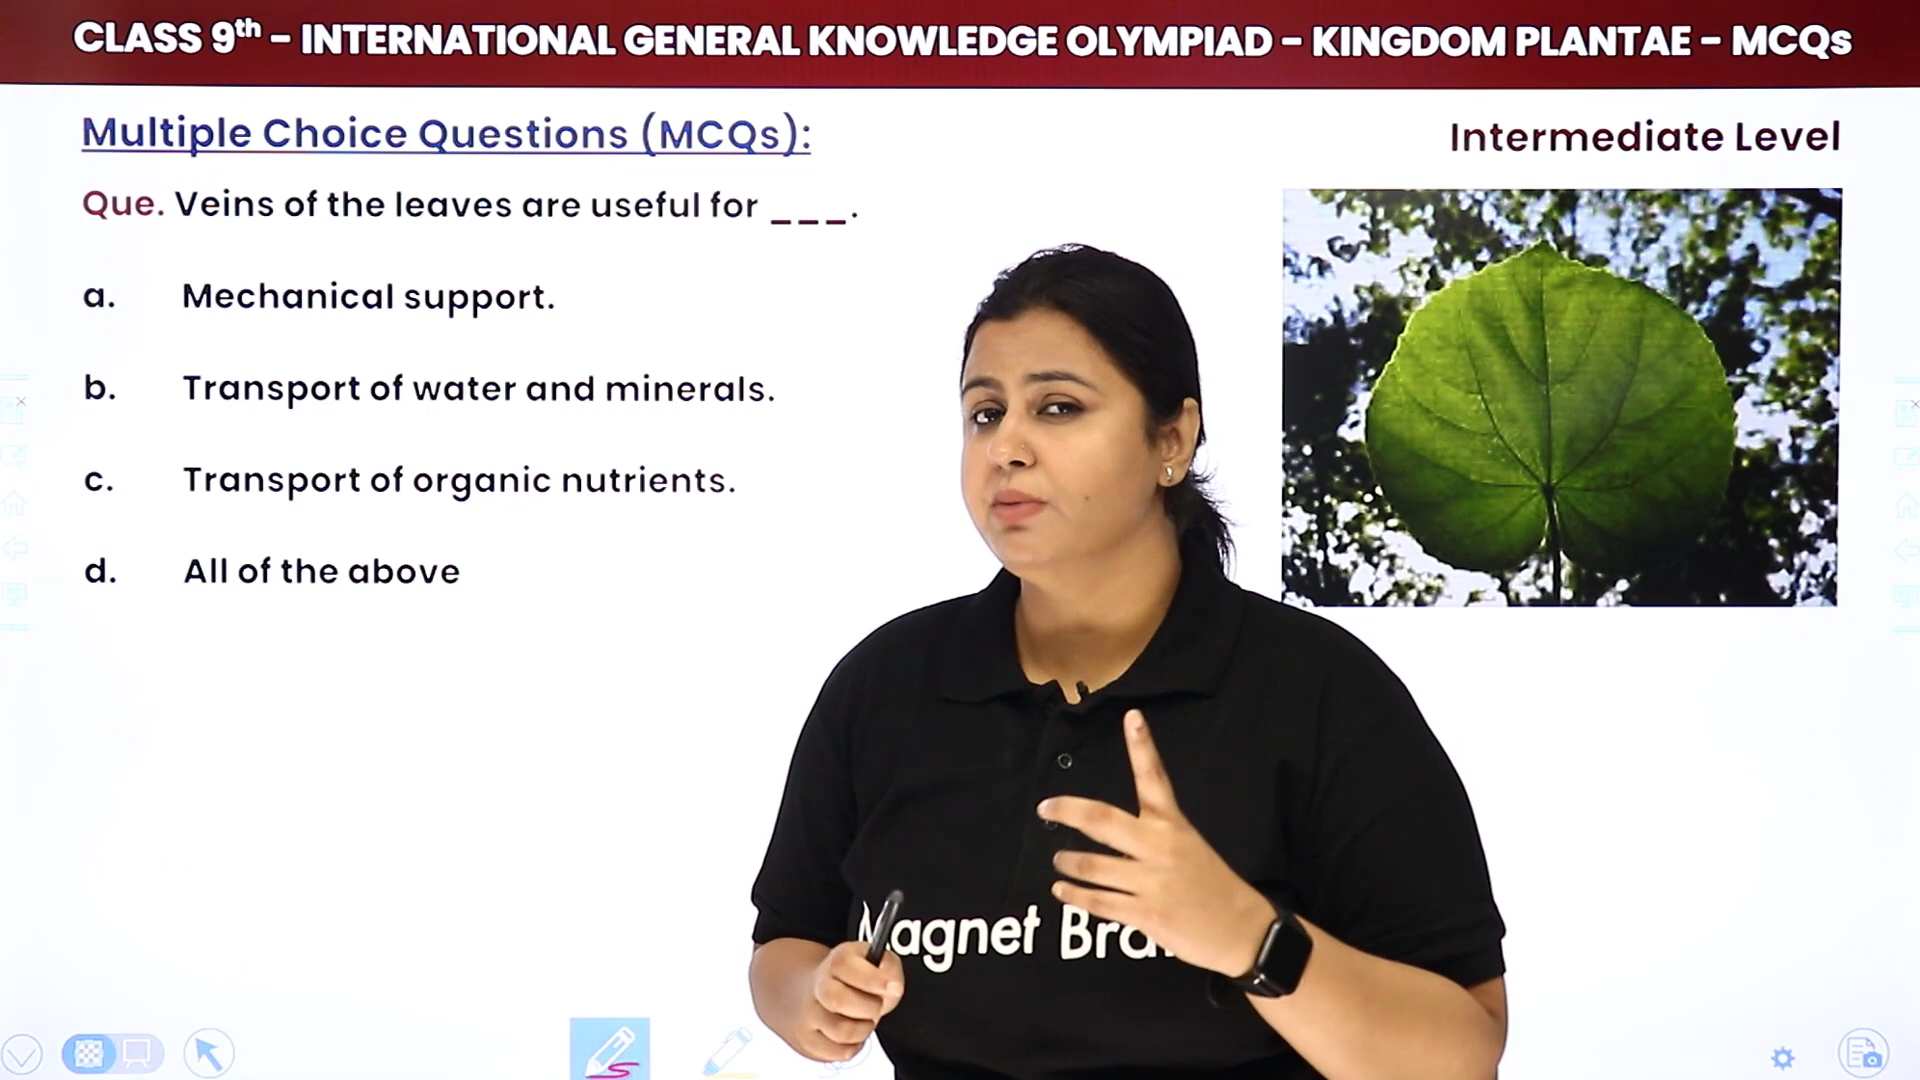 CLASS 9th - INTERNATIONAL GENERAL KNOWLEDGE OLYMPIAD - KINGDOM PLANTAE - MCQs
Multiple Choice Questions (MCQs):
Intermediate Level
Que. Veins of the leaves are useful for ___.
a. Mechanical support.
b. Transport of water and minerals.
c. Transport of organic nutrients.
d. All of the above
Magnet